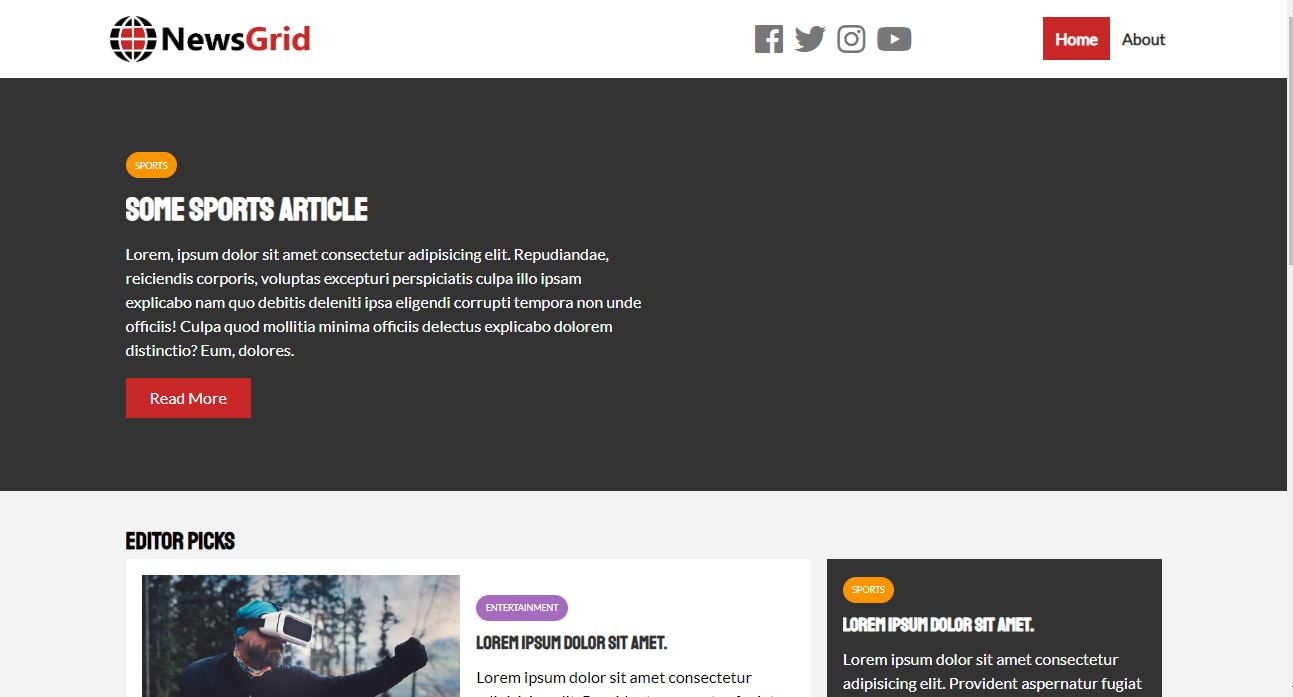 NewsGrid
Home
About
SPORTS
SOME SPORTS ARTICLE
Lorem, ipsum dolor sit amet consectetur adipisicing elit. Repudiandae,
reiciendis corporis, voluptas excepturi perspiciatis culpa illo ipsam
explicabo nam quo debitis deleniti ipsa eligendi corrupti tempora non unde
officiis! Culpa quod mollitia minima officiis delectus explicabo dolorem
distinctio? Eum, dolores.
Read More
EDITOR PICKS
ENTERTAINMENT
LOREM IPSUM DOLOR SIT AMET.
Lorem ipsum dolor sit amet consectetur
SPORTS
LOREM IPSUM DOLOR SIT AMET.
Lorem ipsum dolor sit amet consectetur
adipisicing elit. Provident aspernatur fugiat